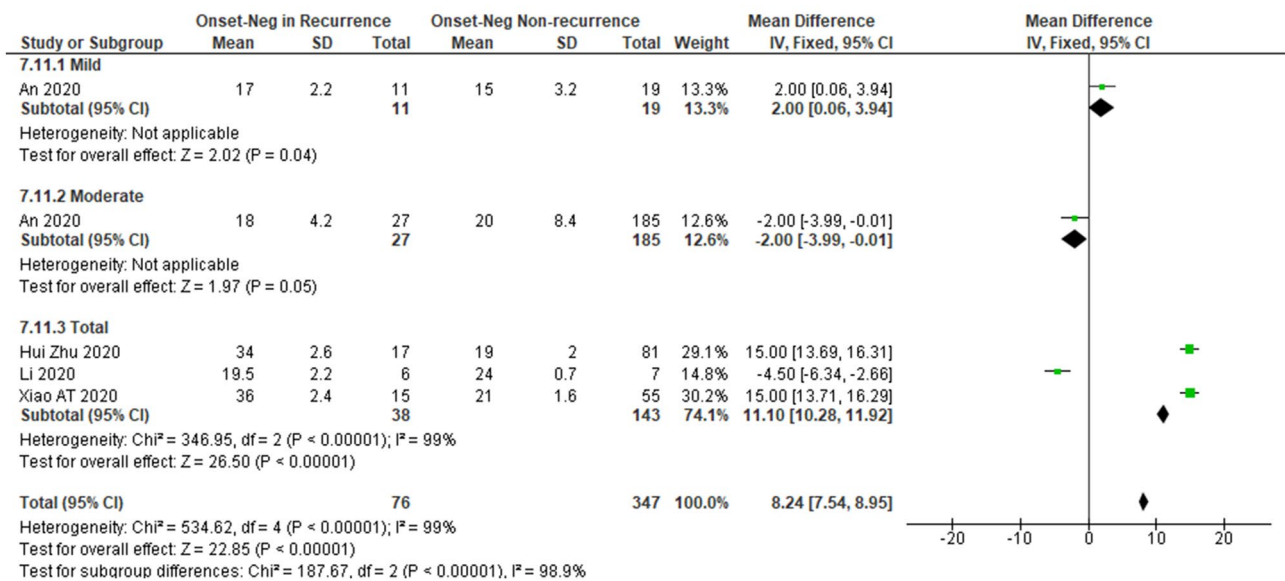 Onset-Neg in Recurrence Onset-Neg Non-recurrence Mean Difference Mean Difference
Study or Subgroup Mean SD Total Mean SD Total Weight IV, Fixed, 95% CI IV, Fixed, 95% CI
7.11.1 Mild
An 2020 17 2.2 11 15 3.2 19 13.3% 2.00 [0.06, 3.94]
Subtotal (95% CI) 11 19 13.3% 2.00 [0.06, 3.94]
Heterogeneity: Not applicable
Test for overall effect: Z = 2.02 (P = 0.04)
7.11.2 Moderate
An 2020 18 4.2 27 20 8.4 185 12.6% -2.00 [-3.99, -0.01]
Subtotal (95% CI) 27 185 12.6% -2.00 [-3.99, -0.01]
Heterogeneity: Not applicable
Test for overall effect: Z = 1.97 (P = 0.05)
7.11.3 Total
Hui Zhu 2020 34 2.6 17 19 2 81 29.1% 15.00 [13.69, 16.31]
Li 2020 19.5 2.2 6 24 0.7 7 14.8% -4.50 [-6.34, -2.66]
Xiao AT 2020 36 2.4 15 21 1.6 55 30.2% 15.00 [13.71, 16.29]
Subtotal (95% CI) 38 143 74.1% 11.10 [10.28, 11.92]
Heterogeneity: Chi² = 346.95, df = 2 (P < 0.00001); I² = 99%
Test for overall effect: Z = 26.50 (P < 0.00001)
Total (95% CI) 76 347 100.0% 8.24 [7.54, 8.95]
Heterogeneity: Chi² = 534.62, df = 4 (P < 0.00001); I² = 99%
Test for overall effect: Z = 22.85 (P < 0.00001)
Test for subgroup differences: Chi² = 187.67, df = 2 (P < 0.00001), I² = 98.9%
-20 -10 0 10 20